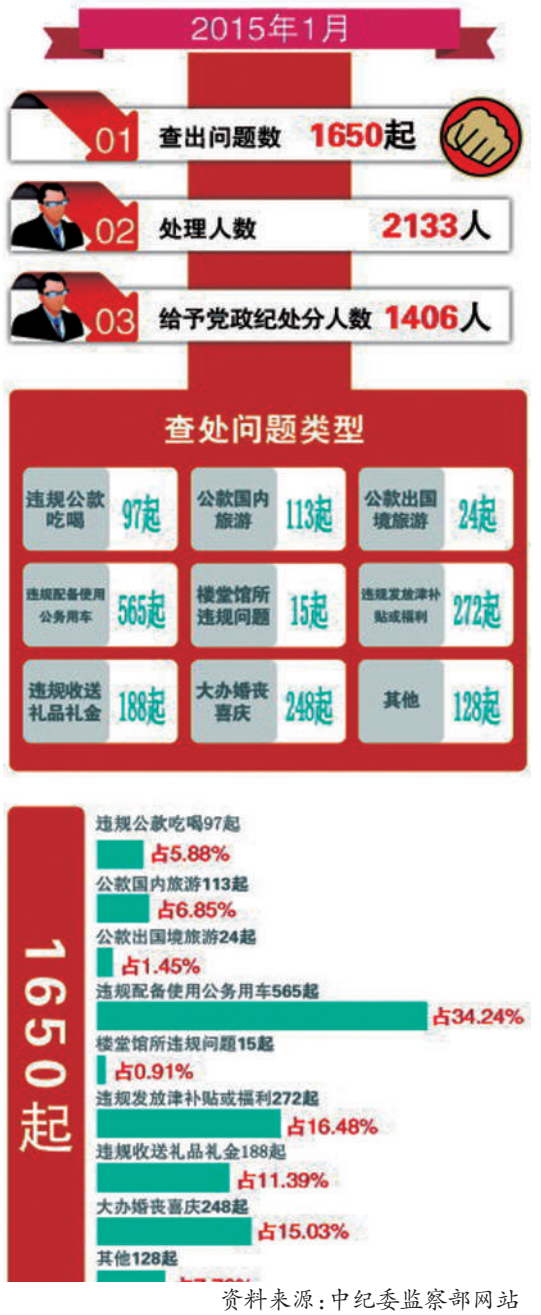 2015年1月
01 查出问题数 1650起
02 处理人数 2133人
03 给予党政纪处分人数 1406人
查处问题类型
违规公款
吃喝
97起
公款国内
旅游
113起
公款出国
境旅游
24起
违规配备使用
公务用车
565起
楼堂馆所
违规问题
15起
违规发放津补
贴或福利
272起
违规收送
礼品礼金
188起
大办婚丧
喜庆
248起
其他
128起
1650起
违规公款吃喝97起
占5.88%
公款国内旅游113起
占6.85%
公款出国境旅游24起
占1.45%
违规配备使用公务用车565起
占34.24%
楼堂馆所违规问题15起
占0.91%
违规发放津补贴或福利272起
占16.48%
违规收送礼品礼金188起
占11.39%
大办婚丧喜庆248起
占15.03%
其他128起
资料来源:中纪委监察部网站